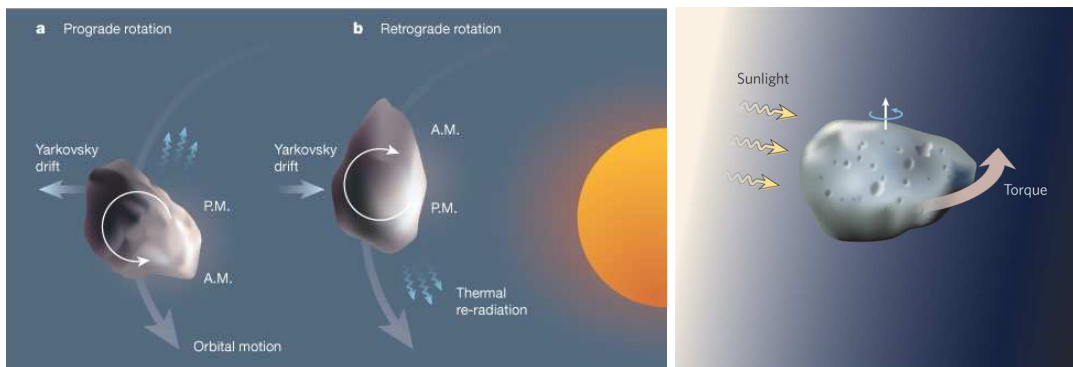 a Prograde rotation
b Retrograde rotation
Yarkovsky
drift
P.M.
A.M.
Orbital motion
Yarkovsky
drift
A.M.
P.M.
Thermal
re-radiation
Sunlight
Torque